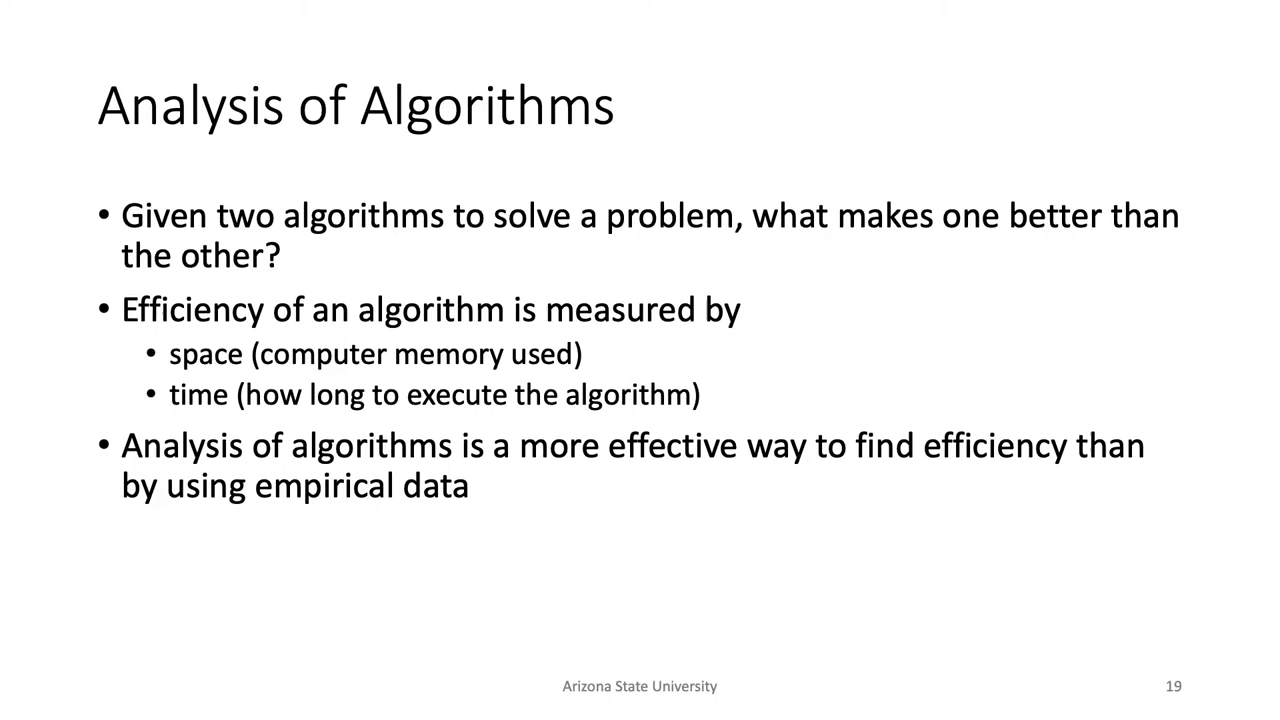 Analysis of Algorithms
• Given two algorithms to solve a problem, what makes one better than
the other?
• Efficiency of an algorithm is measured by
• space (computer memory used)
• time (how long to execute the algorithm)
• Analysis of algorithms is a more effective way to find efficiency than
by using empirical data
Arizona State University
19